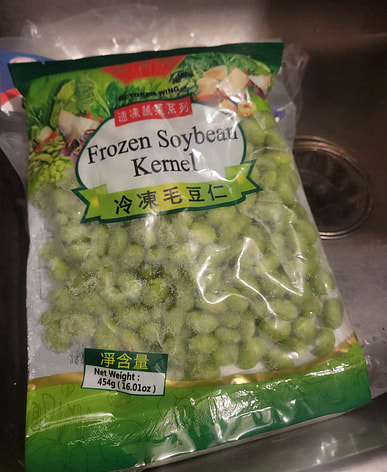 WING
速凍蔬菜系列
Frozen Soybean
Kernel
冷凍毛豆仁
淨含量
Net Weight :
454g ( 16.01oz )